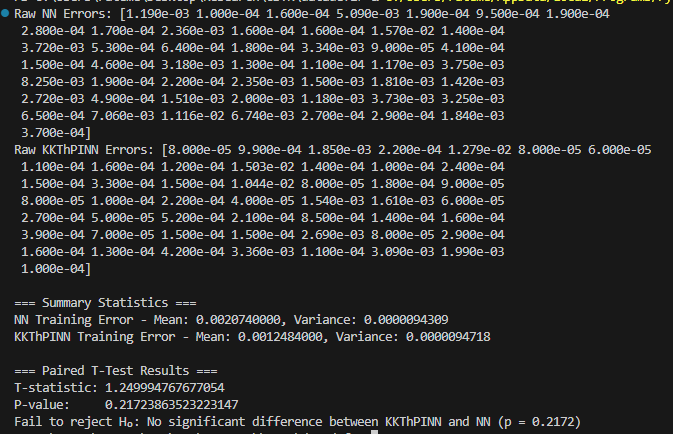 Raw NN Errors: [1.190e-03 1.000e-04 1.600e-04 5.090e-03 1.900e-04 9.500e-04 1.900e-04
2.800e-04 1.700e-04 2.360e-03 1.600e-04 1.600e-04 1.570e-02 1.400e-04
3.720e-03 5.300e-04 6.400e-04 1.800e-04 3.340e-03 9.000e-05 4.100e-04
1.500e-04 4.600e-04 3.180e-03 1.300e-04 1.100e-04 1.170e-03 3.750e-03
8.250e-03 1.900e-04 2.200e-04 2.350e-03 1.500e-04 1.810e-03 1.420e-03
2.720e-03 4.900e-04 1.510e-03 2.000e-03 1.180e-03 3.730e-03 3.250e-03
6.500e-04 7.060e-03 1.116e-02 6.740e-03 2.700e-04 2.900e-04 1.840e-03
3.700e-04]
Raw KKThPINN Errors: [8.000e-05 9.900e-04 1.850e-03 2.200e-04 1.279e-02 8.000e-05 6.000e-05
1.100e-04 1.600e-04 1.200e-04 1.503e-02 1.400e-04 1.000e-04 2.400e-04
1.500e-04 3.300e-04 1.500e-04 1.044e-02 8.000e-05 1.800e-04 9.000e-05
8.000e-05 1.000e-04 2.200e-04 4.000e-05 1.540e-03 1.610e-03 6.000e-05
2.700e-04 5.000e-05 5.200e-04 2.100e-04 8.500e-04 1.400e-04 1.600e-04
3.900e-04 7.000e-05 1.500e-04 1.500e-04 2.690e-03 8.000e-05 2.900e-04
1.600e-04 1.300e-04 4.200e-04 3.360e-03 1.100e-04 3.090e-03 1.990e-03
1.000e-04]
=== Summary Statistics ===
NN Training Error - Mean: 0.0020740000, Variance: 0.0000094309
KKThPINN Training Error - Mean: 0.0012484000, Variance: 0.0000094718
=== Paired T-Test Results ===
T-statistic: 1.249994767677054
P-value: 0.21723863523223147
Fail to reject H₀: No significant difference between KKThPINN and NN (p = 0.2172)